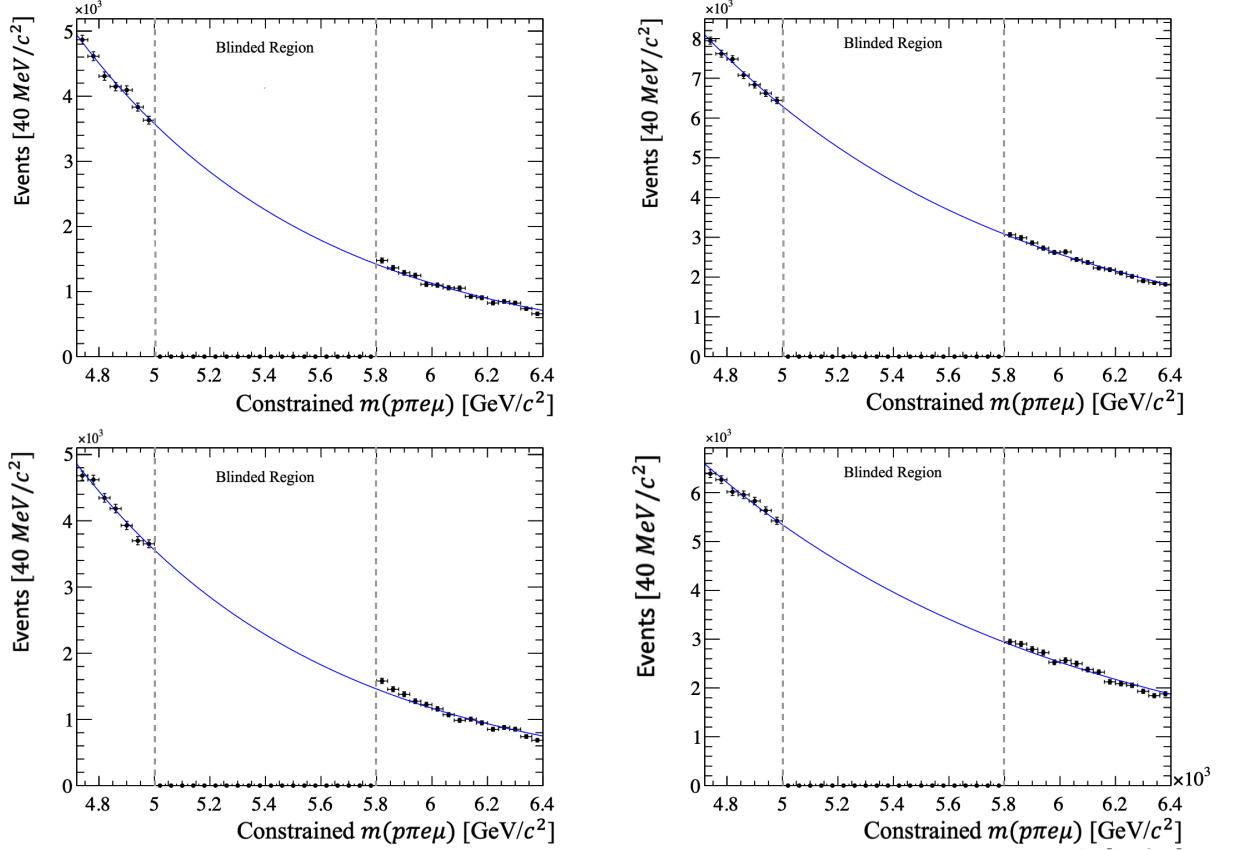 ×10³
Events [40 MeV/c²]
5
4
3
2
1
0
Blinded Region
4.8 5 5.2 5.4 5.6 5.8 6 6.2 6.4
Constrained m(pπeμ) [GeV/c²]
×10³
Events [40 MeV/c²]
8
7
6
5
4
3
2
1
0
Blinded Region
4.8 5 5.2 5.4 5.6 5.8 6 6.2 6.4
Constrained m(pπeμ) [GeV/c²]
×10³
Events [40 MeV/c²]
5
4
3
2
1
0
Blinded Region
4.8 5 5.2 5.4 5.6 5.8 6 6.2 6.4
Constrained m(pπeμ) [GeV/c²]
×10³
Events [40 MeV/c²]
6
5
4
3
2
1
0
Blinded Region
×10³
4.8 5 5.2 5.4 5.6 5.8 6 6.2 6.4
Constrained m(pπeμ) [GeV/c²]